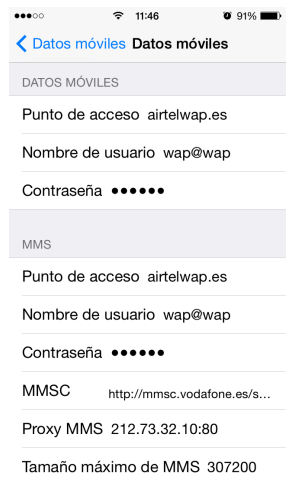 11:46
91%
Datos móviles Datos móviles
DATOS MÓVILES
Punto de acceso airtelwap.es
Nombre de usuario wap@wap
Contraseña ●●●●●●
MMS
Punto de acceso airtelwap.es
Nombre de usuario wap@wap
Contraseña ●●●●●●
MMSC http://mmsc.vodafone.es/s...
Proxy MMS 212.73.32.10:80
Tamaño máximo de MMS 307200